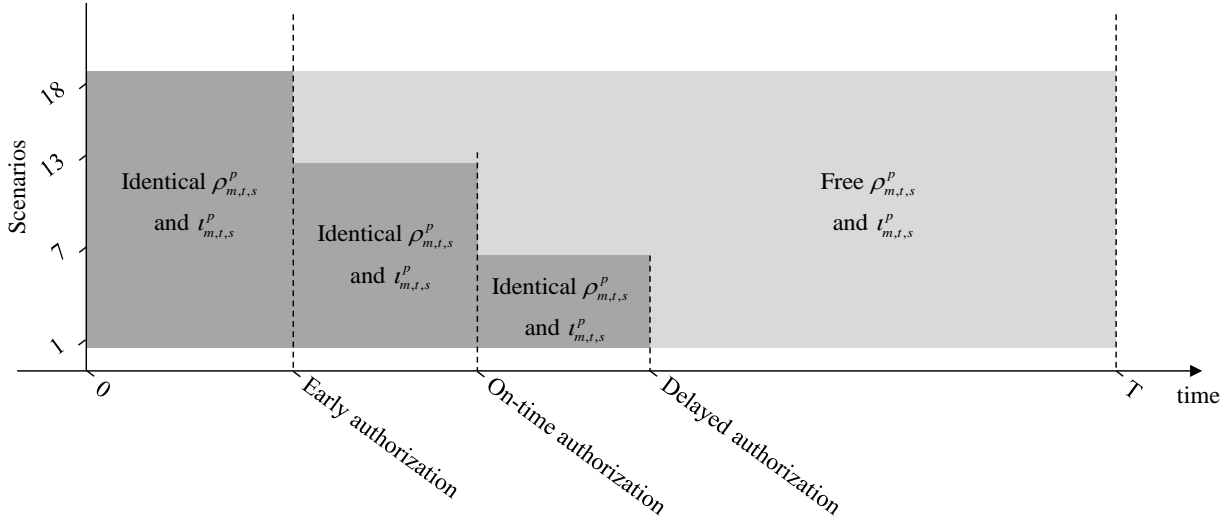 Scenarios
18
13
7
1
Identical ρ^p_{m,t,s}
and ι^p_{m,t,s}
Identical ρ^p_{m,t,s}
and ι^p_{m,t,s}
Identical ρ^p_{m,t,s}
and ι^p_{m,t,s}
Free ρ^p_{m,t,s}
and ι^p_{m,t,s}
0
Early authorization
On-time authorization
Delayed authorization
T
time